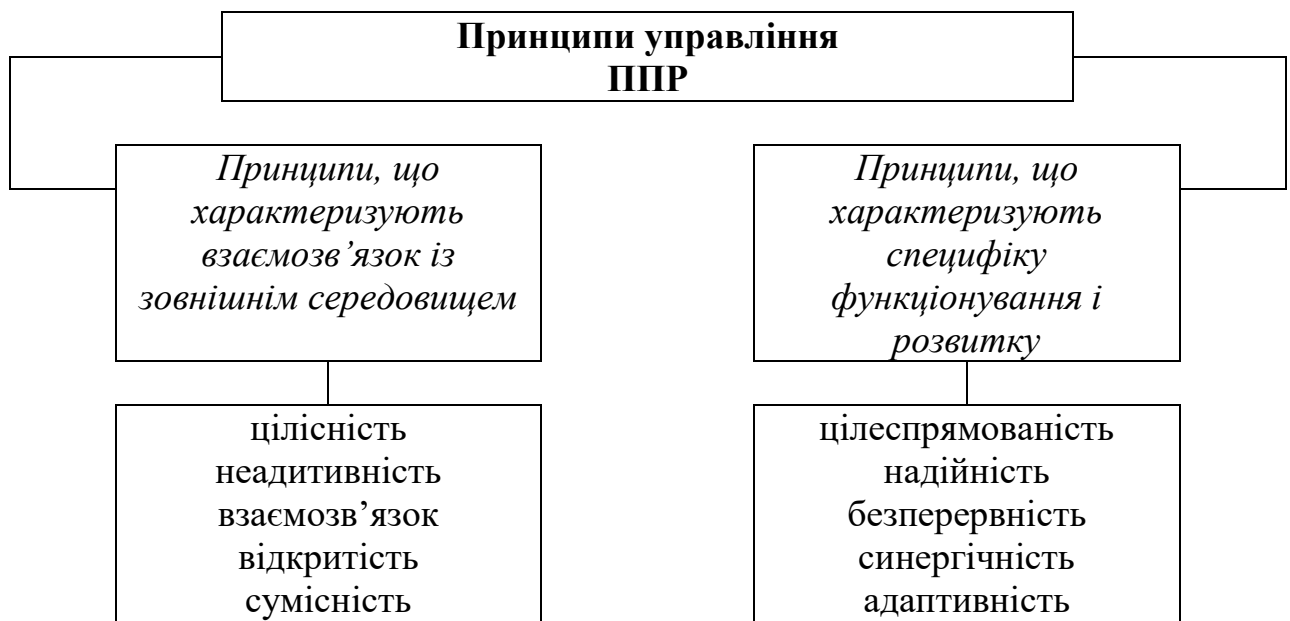 Принципи управління
ППР
Принципи, що
характеризують
взаємозв’язок із
зовнішнім середовищем
Принципи, що
характеризують
специфіку
функціонування і
розвитку
цілісність
неадитивність
взаємозв’язок
відкритість
сумісність
цілеспрямованість
надійність
безперервність
синергічність
адаптивність